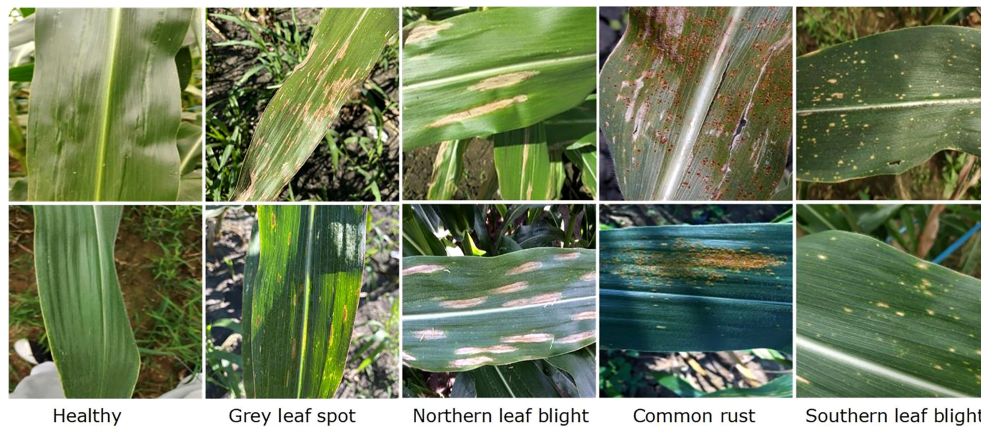 Healthy
Grey leaf spot
Northern leaf blight
Common rust
Southern leaf blight